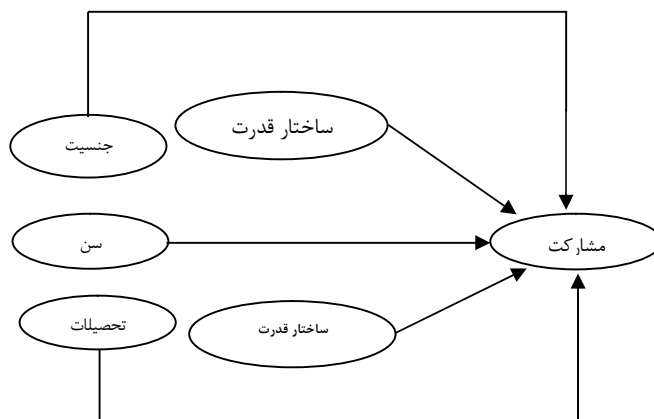 ساختار قدرت
جنسیت
سن
مشارکت
تحصیلات
ساختار قدرت